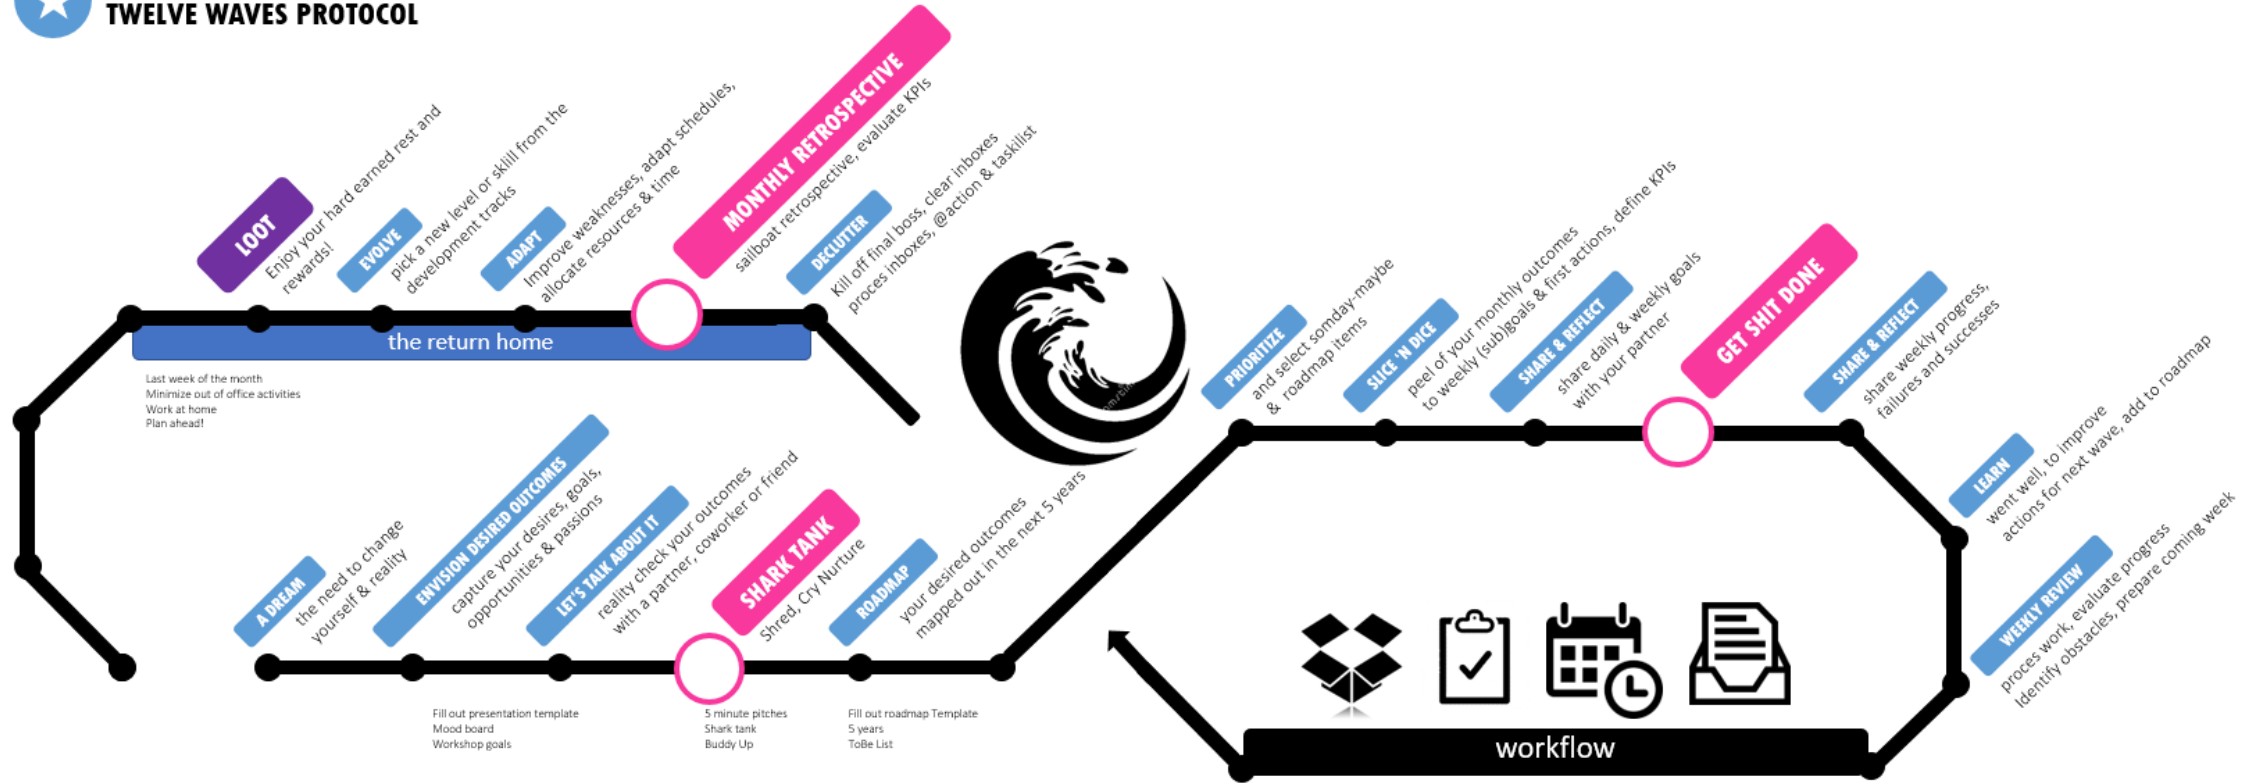 TWELVE WAVES PROTOCOL
LOOT
Enjoy your hard earned rest and
rewards!
EVOLVE
pick a new level or sklill from the
development tracks
ADAPT
Improve weaknesses, adapt schedules,
allocate resources & time
MONTHLY RETROSPECTIVE
sailboat retrospective, evaluate KPIs
DECLUTTER
Kill off final boss, clear inboxes
proces inboxes, @action & taskilist
the return home
Last week of the month
Minimize out of office activities
Work at home
Plan ahead!
A DREAM
the need to change
yourself & reality
ENVISION DESIRED OUTCOMES
capture your desires, goals,
opportunities & passions
LET'S TALK ABOUT IT
reality check your outcomes
with a partner, coworker or friend
SHARK TANK
Shred, Cry Nurture
ROADMAP
your desired outcomes
mapped out in the next 5 years
Fill out presentation template
Mood board
Workshop goals
5 minute pitches
Shark tank
Buddy Up
Fill out roadmap Template
5 years
ToBe List
PRIORITIZE
and select somday-maybe
& roadmap items
SLICE 'N DICE
peel of your monthly outcomes
to weekly (sub)goals & first actions, define KPIs
SHARE & REFLECT
share daily & weekly goals
with your partner
GET SHIT DONE
SHARE & REFLECT
share weekly progress,
failures and successes
LEARN
went well, to improve
actions for next wave, add to roadmap
WEEKLY REVIEW
proces work, evaluate progress
Identify obstacles, prepare coming week
workflow